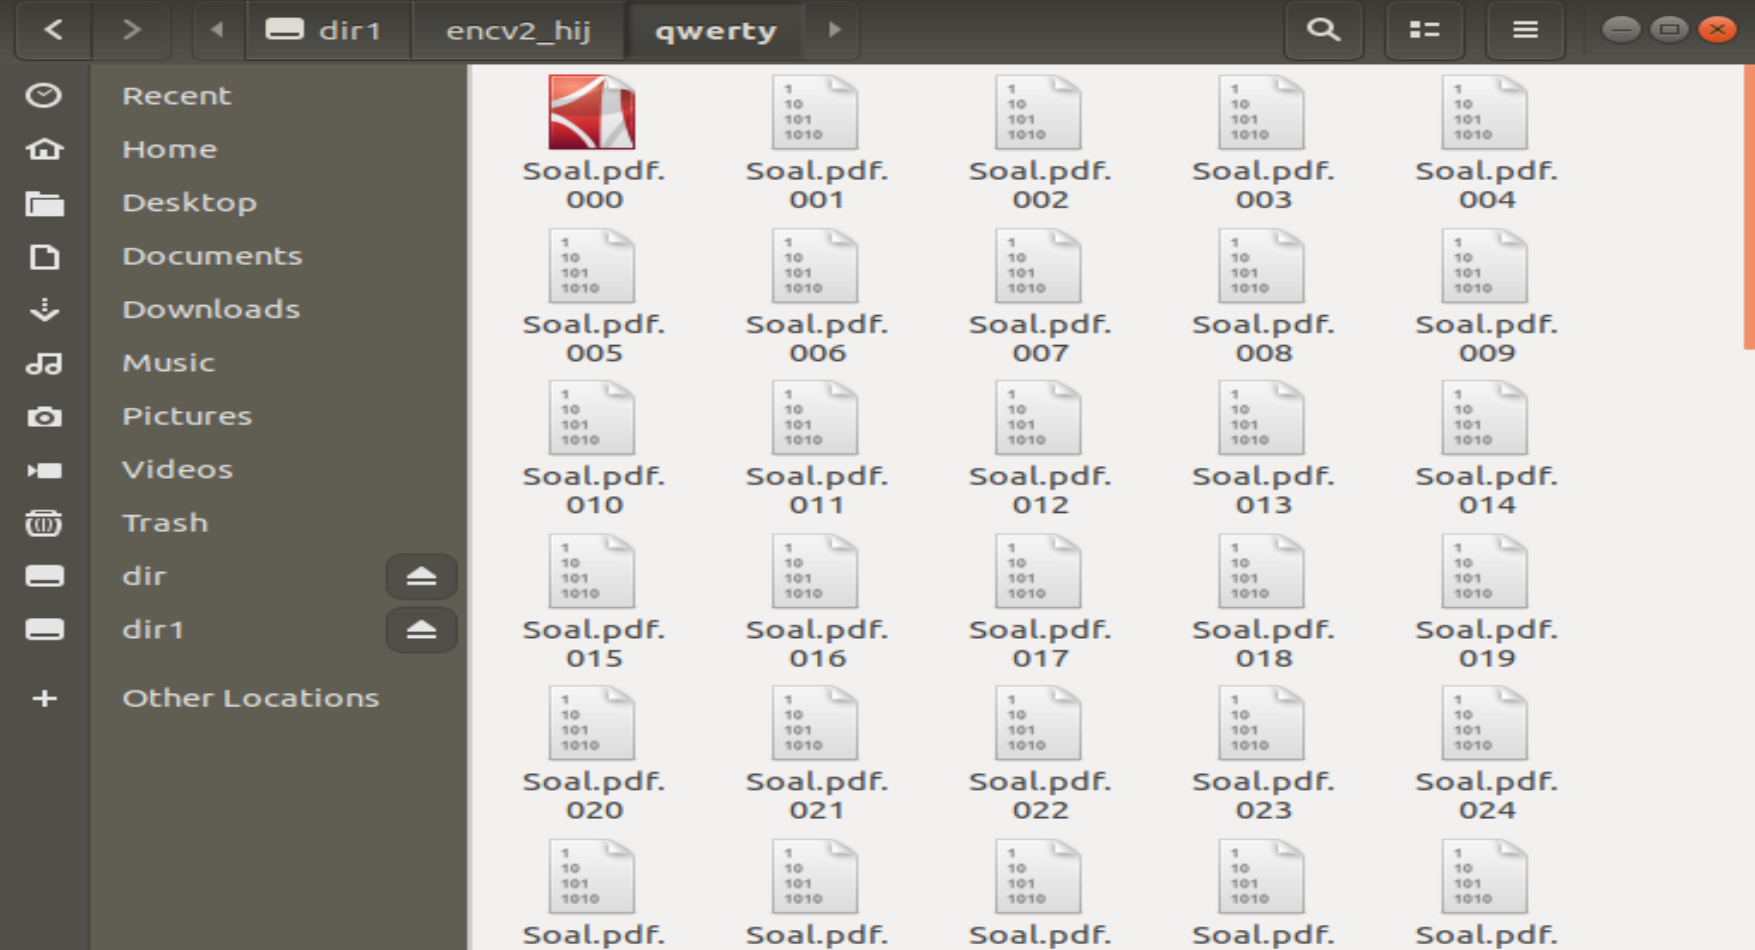 dir1 encv2_hij qwerty
Recent
Home
Desktop
Documents
Downloads
Music
Pictures
Videos
Trash
dir
dir1
Other Locations
1 1 1 1
10 10 10 10
101 101 101 101
1010 1010 1010 1010
Soal.pdf. Soal.pdf. Soal.pdf. Soal.pdf. Soal.pdf.
000 001 002 003 004
1 1 1 1 1
10 10 10 10 10
101 101 101 101 101
1010 1010 1010 1010 1010
Soal.pdf. Soal.pdf. Soal.pdf. Soal.pdf. Soal.pdf.
005 006 007 008 009
1 1 1 1 1
10 10 10 10 10
101 101 101 101 101
1010 1010 1010 1010 1010
Soal.pdf. Soal.pdf. Soal.pdf. Soal.pdf. Soal.pdf.
010 011 012 013 014
1 1 1 1 1
10 10 10 10 10
101 101 101 101 101
1010 1010 1010 1010 1010
Soal.pdf. Soal.pdf. Soal.pdf. Soal.pdf. Soal.pdf.
015 016 017 018 019
1 1 1 1 1
10 10 10 10 10
101 101 101 101 101
1010 1010 1010 1010 1010
Soal.pdf. Soal.pdf. Soal.pdf. Soal.pdf. Soal.pdf.
020 021 022 023 024
1 1 1 1 1
10 10 10 10 10
101 101 101 101 101
1010 1010 1010 1010 1010
Soal.pdf. Soal.pdf. Soal.pdf. Soal.pdf. Soal.pdf.